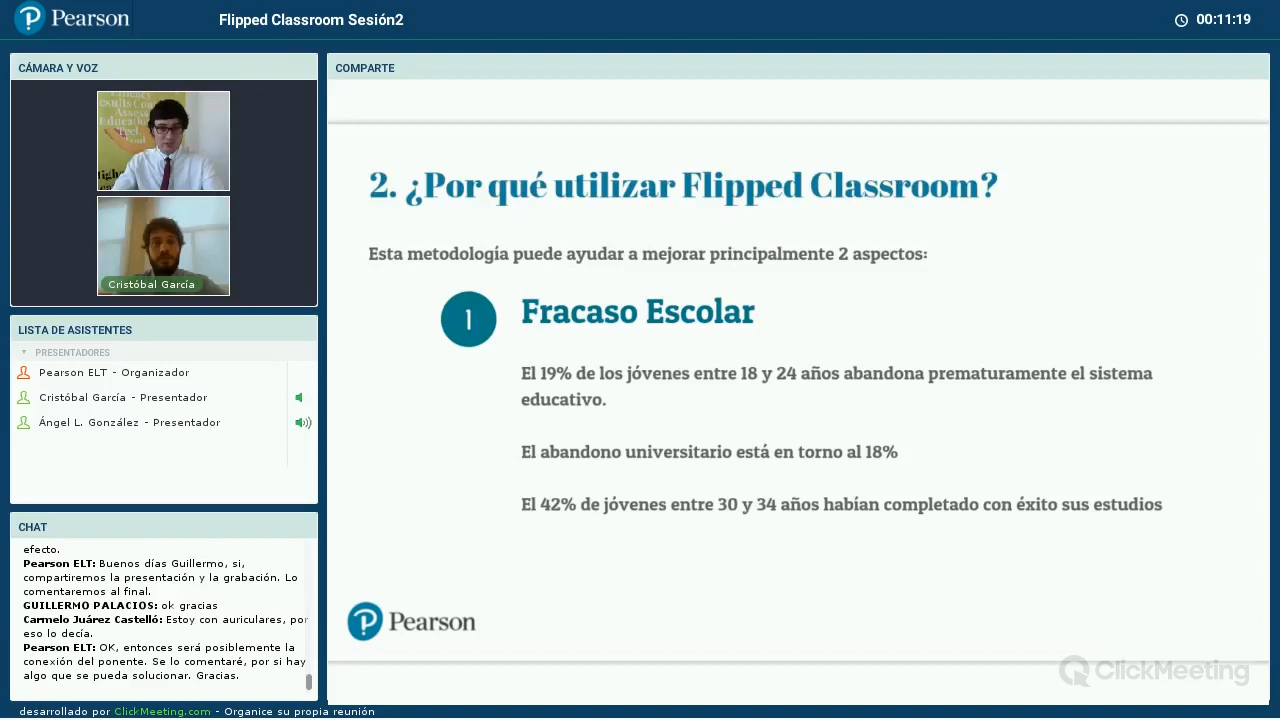 Pearson
Flipped Classroom Sesión2
00:11:19
CÁMARA Y VOZ
Cristóbal García
LISTA DE ASISTENTES
PRESENTADORES
Pearson ELT - Organizador
Cristóbal García - Presentador
Ángel L. González - Presentador
CHAT
efecto.
Pearson ELT: Buenos días Guillermo, si,
compartiremos la presentación y la grabación. Lo
comentaremos al final.
GUILLERMO PALACIOS: ok gracias
Carmelo Juárez Castelló: Estoy con auriculares, por
eso lo decía.
Pearson ELT: OK, entonces será posiblemente la
conexión del ponente. Se lo comentaré, por si hay
algo que se pueda solucionar. Gracias.
COMPARTE
2. ¿Por qué utilizar Flipped Classroom?
Esta metodología puede ayudar a mejorar principalmente 2 aspectos:
1
Fracaso Escolar
El 19% de los jóvenes entre 18 y 24 años abandona prematuramente el sistema
educativo.
El abandono universitario está en torno al 18%
El 42% de jóvenes entre 30 y 34 años habían completado con éxito sus estudios
Pearson
ClickMeeting
desarrollado por ClickMeeting.com - Organice su propia reunión